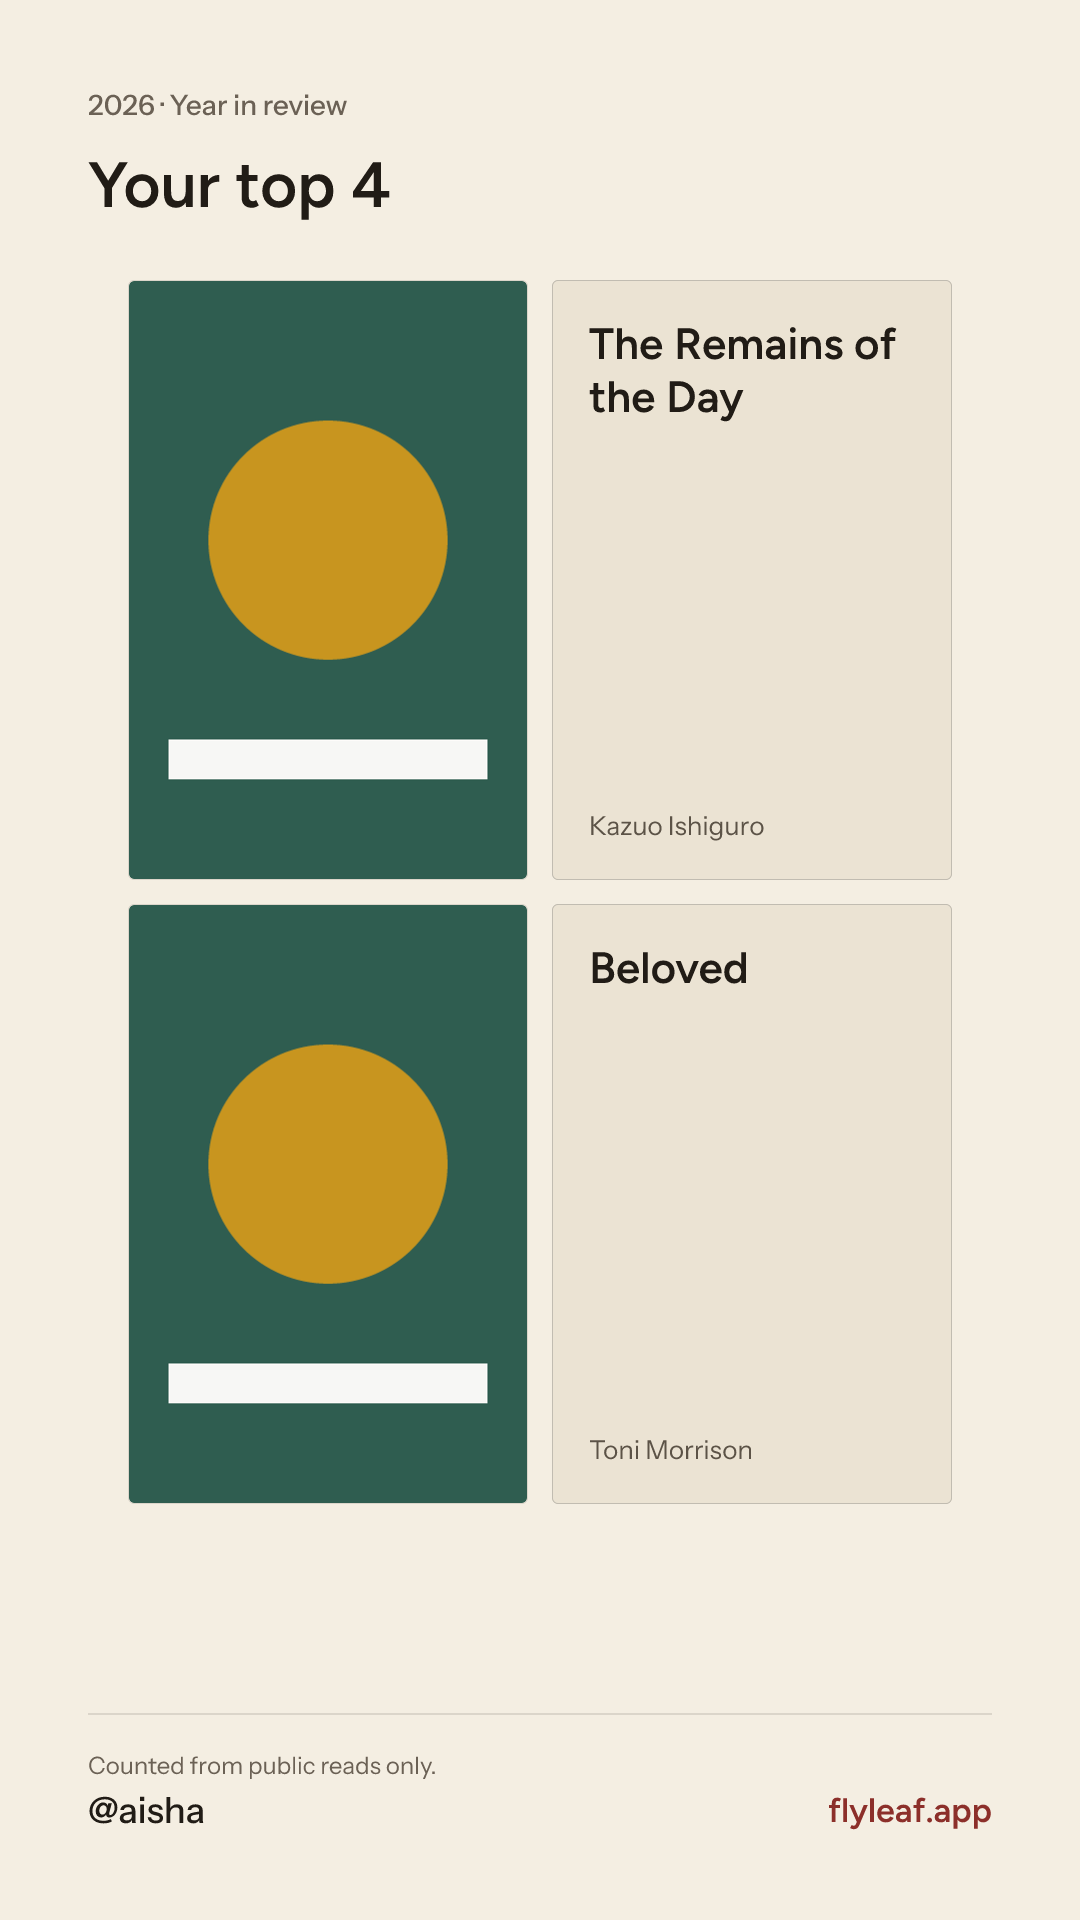 2026 · Year in review
Your top 4
The Remains of
the Day
Kazuo Ishiguro
Beloved
Toni Morrison
Counted from public reads only.
@aisha
flyleaf.app